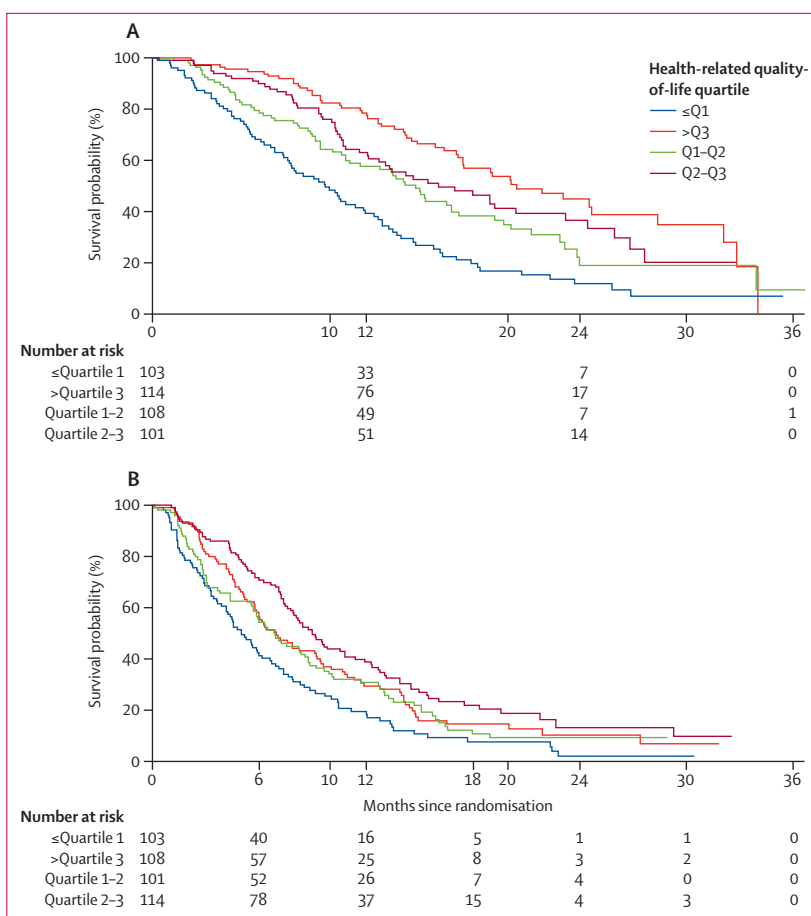 A
100
80
60
40
20
0
Survival probability (%)
Health-related quality-
of-life quartile
≤Q1
>Q3
Q1–Q2
Q2–Q3
0 10 12 20 24 30 36
Number at risk
≤Quartile 1 103 33 7 0
>Quartile 3 114 76 17 0
Quartile 1–2 108 49 7 1
Quartile 2–3 101 51 14 0
B
100
80
60
40
20
0
Survival probability (%)
0 6 10 12 18 20 24 30 36
Months since randomisation
Number at risk
≤Quartile 1 103 40 16 5 1 1 0
>Quartile 3 108 57 25 8 3 2 0
Quartile 1–2 101 52 26 7 4 0 0
Quartile 2–3 114 78 37 15 4 3 0